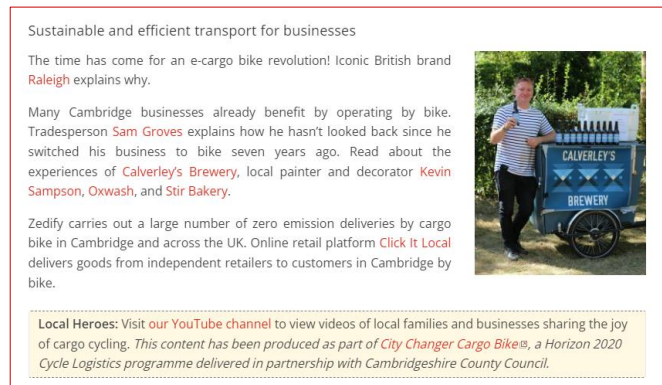 Sustainable and efficient transport for businesses
The time has come for an e-cargo bike revolution! Iconic British brand
Raleigh explains why.
Many Cambridge businesses already benefit by operating by bike.
Tradesperson Sam Groves explains how he hasn’t looked back since he
switched his business to bike seven years ago. Read about the
experiences of Calverley’s Brewery, local painter and decorator Kevin
Sampson, Oxwash, and Stir Bakery.
Zedify carries out a large number of zero emission deliveries by cargo
bike in Cambridge and across the UK. Online retail platform Click It Local
delivers goods from independent retailers to customers in Cambridge by
bike.
CALVERLEY'S
BREWERY
Local Heroes: Visit our YouTube channel to view videos of local families and businesses sharing the joy
of cargo cycling. This content has been produced as part of City Changer Cargo Bike, a Horizon 2020
Cycle Logistics programme delivered in partnership with Cambridgeshire County Council.